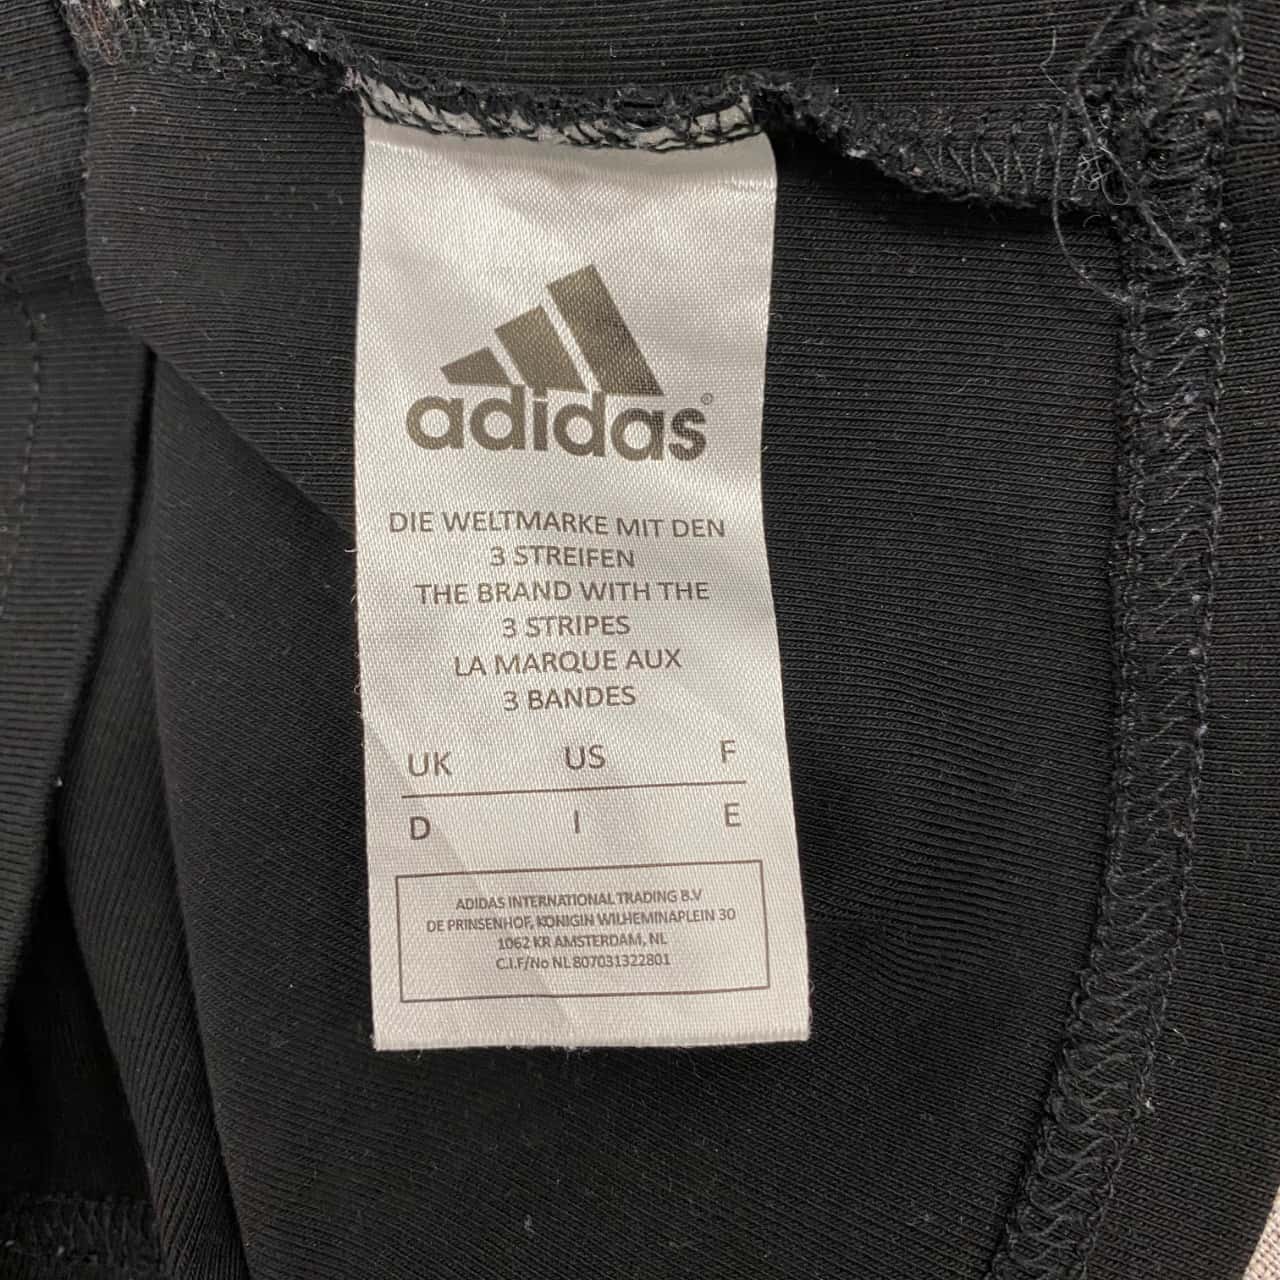 adidas®
DIE WELTMARKE MIT DEN
3 STREIFEN
THE BRAND WITH THE
3 STRIPES
LA MARQUE AUX
3 BANDES
UK US F
D I E
ADIDAS INTERNATIONAL TRADING B.V
DE PRINSENHOF, KONIGIN WILHEMINAPLEIN 30
1062 KR AMSTERDAM, NL
C.I.F/No NL 807031322801